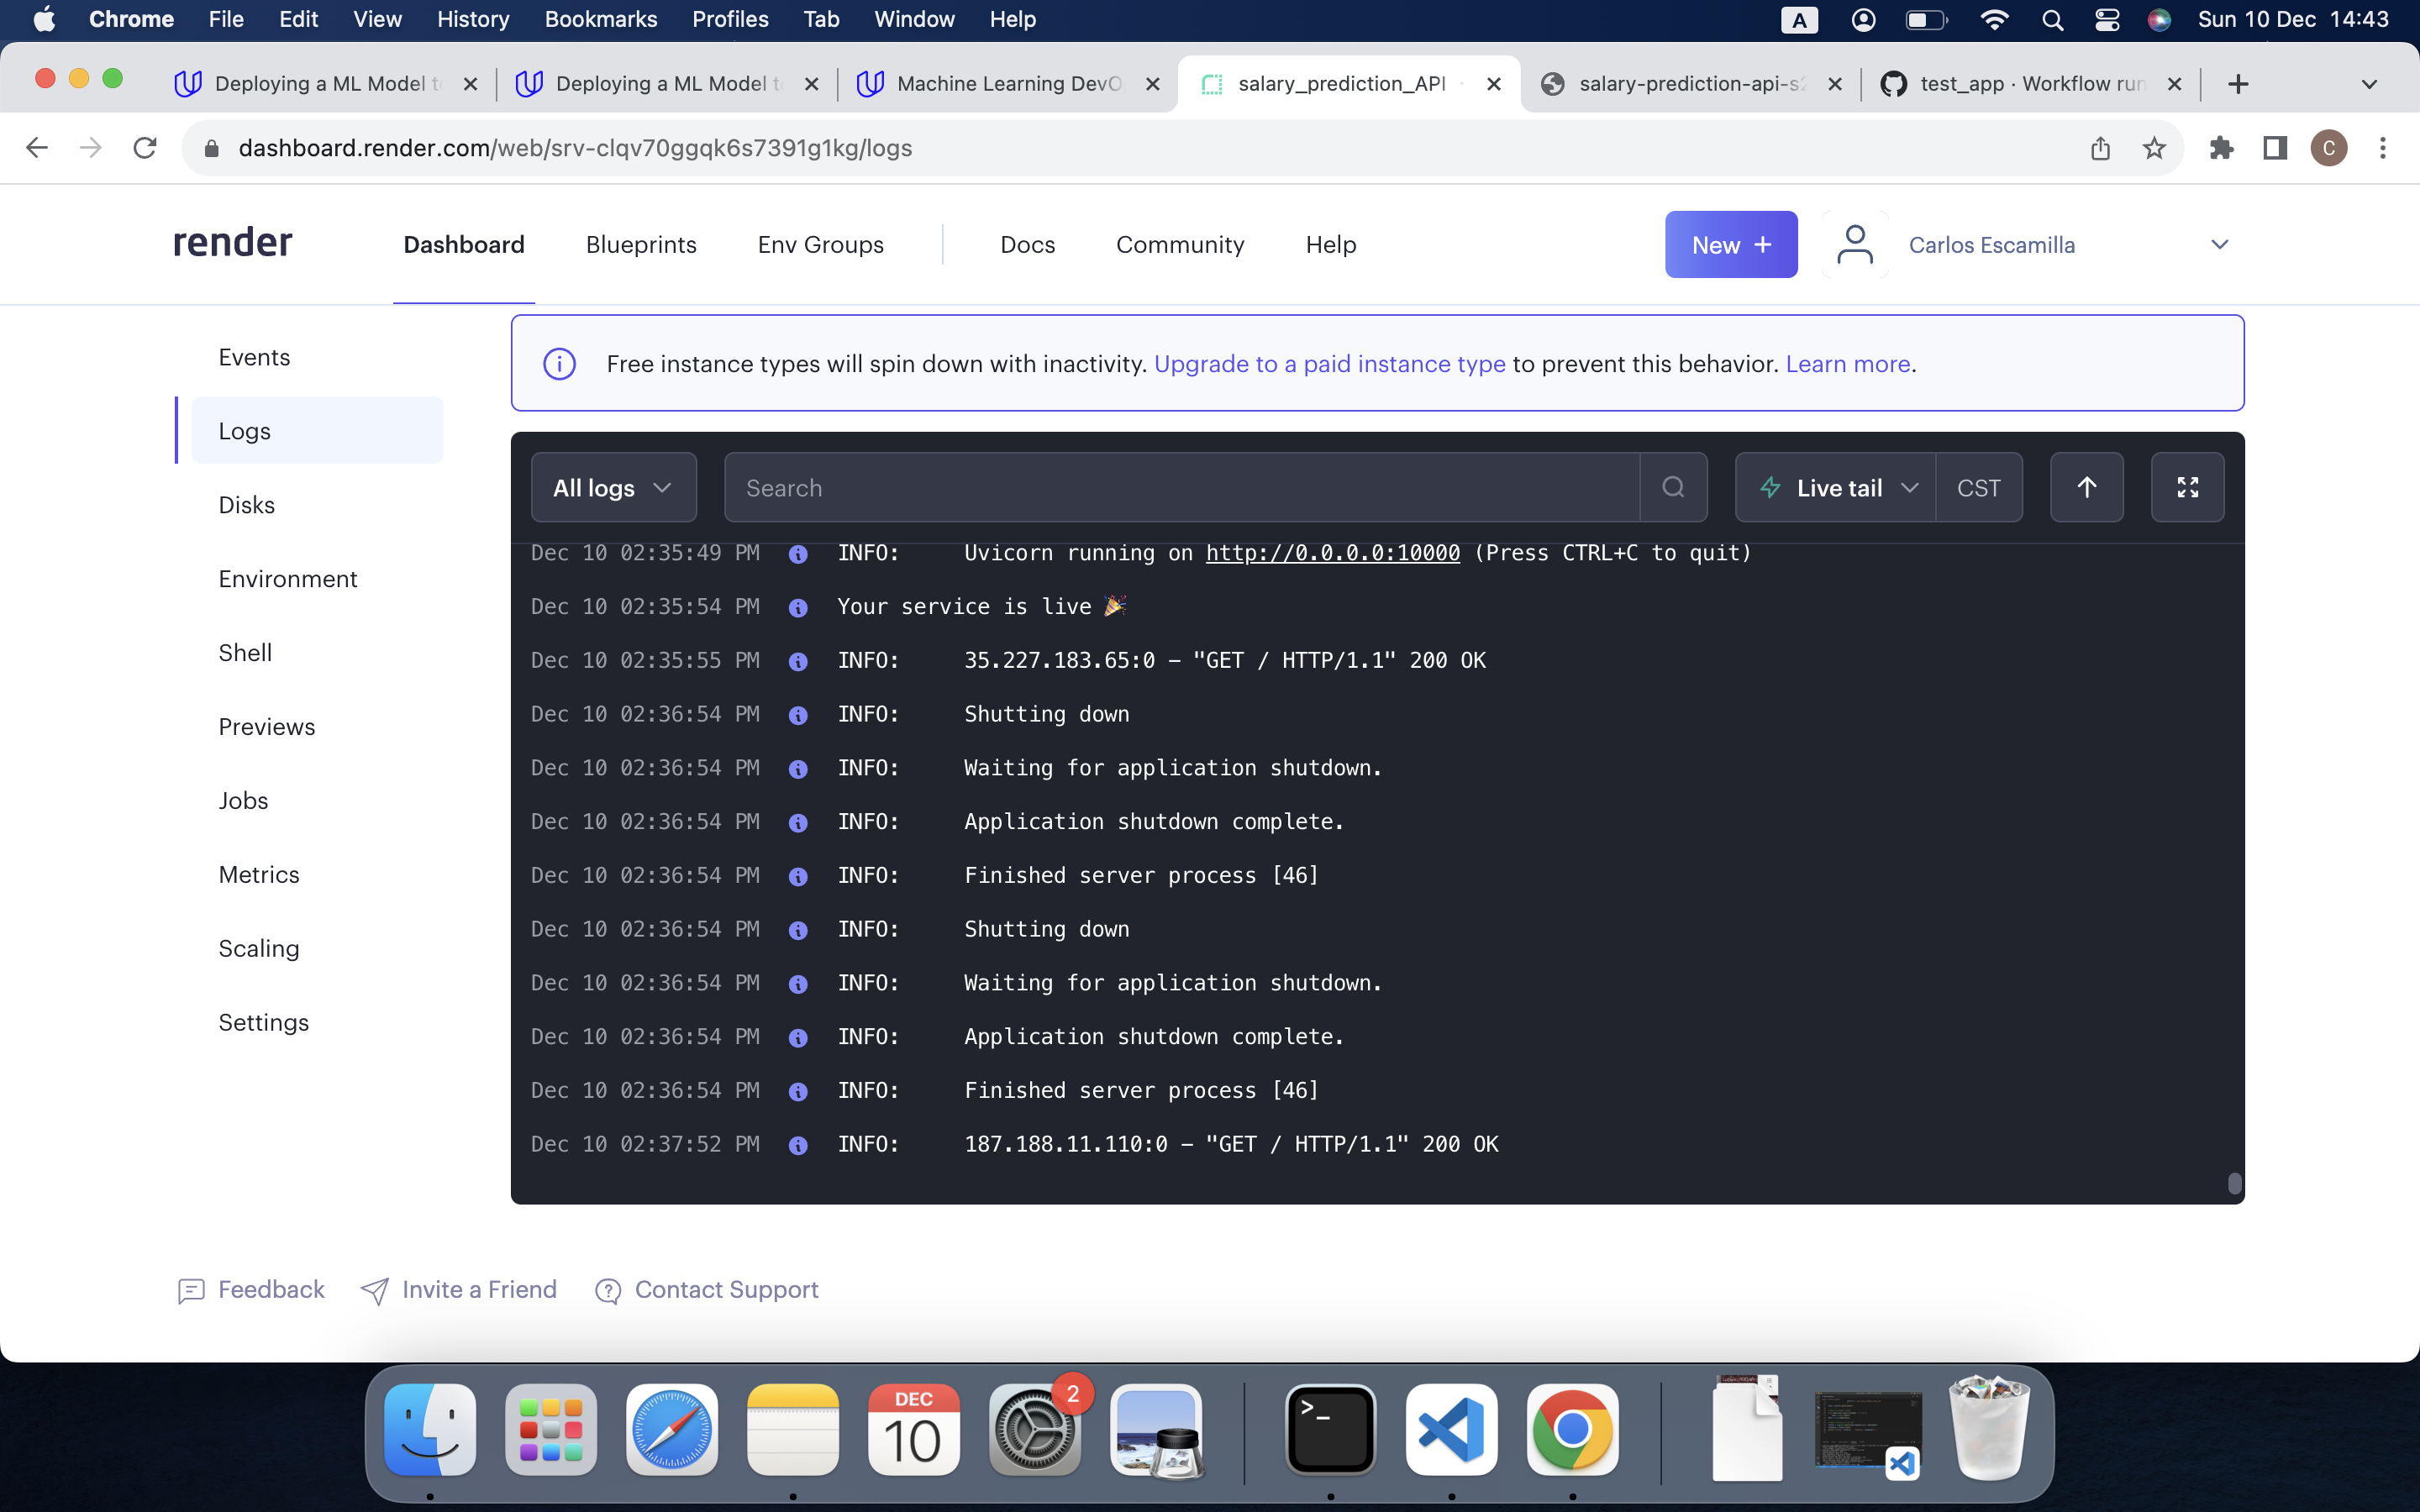 Chrome File Edit View History Bookmarks Profiles Tab Window Help A Sun 10 Dec 14:43
Deploying a ML Model to Deploying a ML Model to Machine Learning DevO salary_prediction_API salary-prediction-api-s2 test_app · Workflow run
dashboard.render.com/web/srv-clqv70ggqk6s7391g1kg/logs C
render Dashboard Blueprints Env Groups Docs Community Help New + Carlos Escamilla
Events
Logs
Disks
Environment
Shell
Previews
Jobs
Metrics
Scaling
Settings
Free instance types will spin down with inactivity. Upgrade to a paid instance type to prevent this behavior. Learn more.
All logs Search Live tail CST
Dec 10 02:35:49 PM INFO: Uvicorn running on http://0.0.0.0:10000 (Press CTRL+C to quit)
Dec 10 02:35:54 PM Your service is live 🎉
Dec 10 02:35:55 PM INFO: 35.227.183.65:0 - "GET / HTTP/1.1" 200 OK
Dec 10 02:36:54 PM INFO: Shutting down
Dec 10 02:36:54 PM INFO: Waiting for application shutdown.
Dec 10 02:36:54 PM INFO: Application shutdown complete.
Dec 10 02:36:54 PM INFO: Finished server process [46]
Dec 10 02:36:54 PM INFO: Shutting down
Dec 10 02:36:54 PM INFO: Waiting for application shutdown.
Dec 10 02:36:54 PM INFO: Application shutdown complete.
Dec 10 02:36:54 PM INFO: Finished server process [46]
Dec 10 02:37:52 PM INFO: 187.188.11.110:0 - "GET / HTTP/1.1" 200 OK
Feedback Invite a Friend Contact Support
DEC
10
2
>_